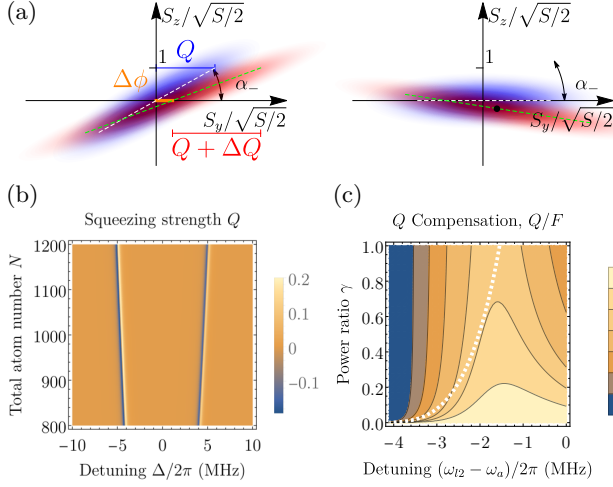 (a)
S_z/√(S/2)
S_z/√(S/2)
1
Q
1
Δϕ
α_−
α_−
S_y/√(S/2)
S_y/√(S/2)
Q + ΔQ
(b)
(c)
Squeezing strength Q
Q Compensation, Q/F
Total atom number N
1200
1100
1000
900
800
−10
−5
0
5
10
Detuning Δ/2π (MHz)
0.2
0.1
0
−0.1
Power ratio γ
1.0
0.8
0.6
0.4
0.2
0.0
−4
−3
−2
−1
0
Detuning (ω_{l2} − ω_a)/2π (MHz)